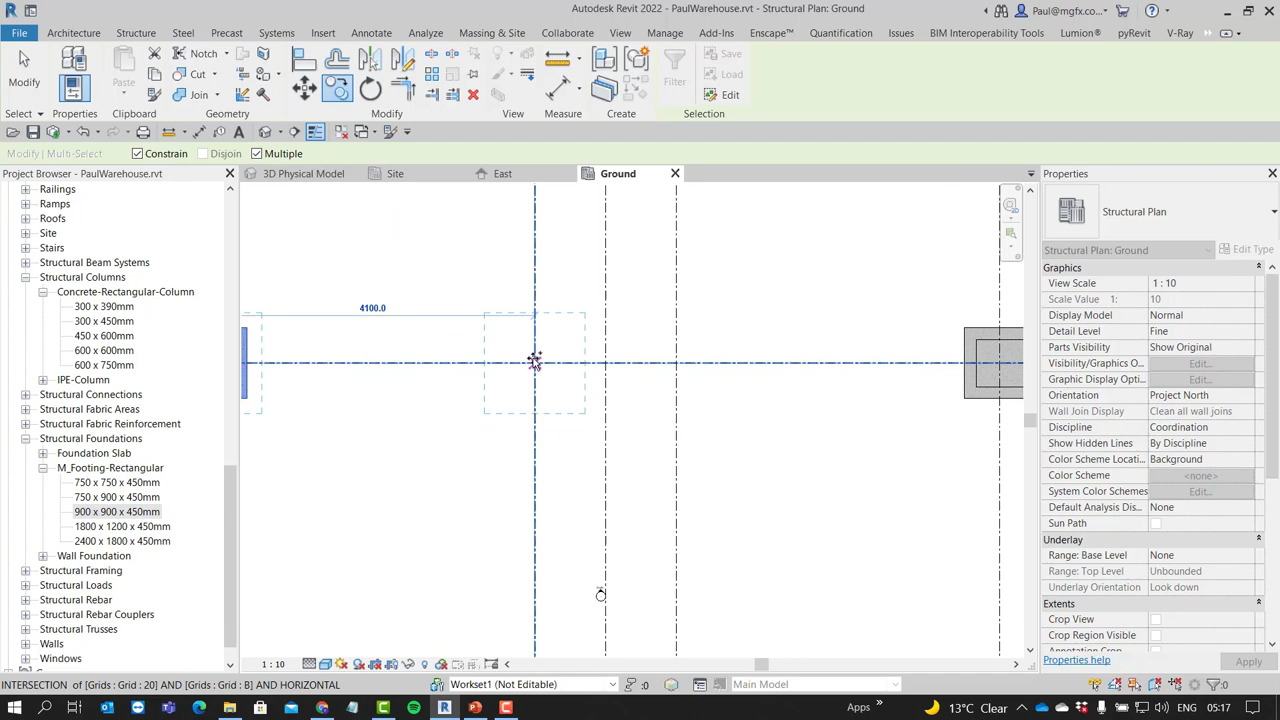 Autodesk Revit 2022 - PaulWarehouse.rvt - Structural Plan: Ground
Paul@mgfx.co...
File Architecture Structure Steel Precast Systems Insert Annotate Analyze Massing & Site Collaborate View Manage Add-Ins Enscape™ Quantification Issues BIM Interoperability Tools Lumion® pyRevit V-Ray
Modify Properties Paste Notch Cut Join Filter Save Load Edit
Select Properties Clipboard Geometry Modify View Measure Create Selection
Modify | Multi-Select Constrain Disjoin Multiple
Project Browser - PaulWarehouse.rvt
3D Physical Model Site East Ground
Properties
Railings
Ramps
Roofs
Site
Stairs
Structural Beam Systems
Structural Columns
Concrete-Rectangular-Column
300 x 390mm
300 x 450mm
450 x 600mm
600 x 600mm
600 x 750mm
IPE-Column
Structural Connections
Structural Fabric Areas
Structural Fabric Reinforcement
Structural Foundations
Foundation Slab
M_Footing-Rectangular
750 x 750 x 450mm
750 x 900 x 450mm
900 x 900 x 450mm
1800 x 1200 x 450mm
2400 x 1800 x 450mm
Wall Foundation
Structural Framing
Structural Loads
Structural Rebar
Structural Rebar Couplers
Structural Trusses
Walls
Windows
4100.0
Structural Plan
Structural Plan: Ground Edit Type
Graphics
View Scale 1 : 10
Scale Value 1: 10
Display Model Normal
Detail Level Fine
Parts Visibility Show Original
Visibility/Graphics O... Edit...
Graphic Display Opti... Edit...
Orientation Project North
Wall Join Display Clean all wall joins
Discipline Coordination
Show Hidden Lines By Discipline
Color Scheme Locati... Background
Color Scheme <none>
System Color Schemes Edit...
Default Analysis Dis... None
Sun Path
Underlay
Range: Base Level None
Range: Top Level Unbounded
Underlay Orientation Look down
Extents
Crop View
Crop Region Visible
Properties help Apply
1 : 10
INTERSECTION of [Grids : Grid : 20] AND [Grids : Grid : B] AND HORIZONTAL
Workset1 (Not Editable) :0 Main Model :0
Apps 13°C Clear ENG 05:17